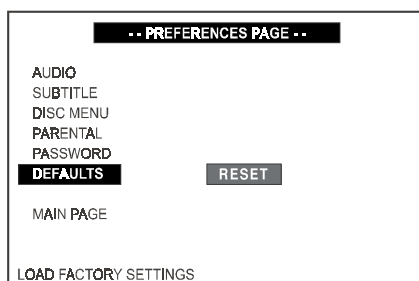 - - PREFERENCES PAGE - -
AUDIO
SUBTITLE
DISC MENU
PARENTAL
PASSWORD
DEFAULTS RESET
MAIN PAGE
LOAD FACTORY SETTINGS